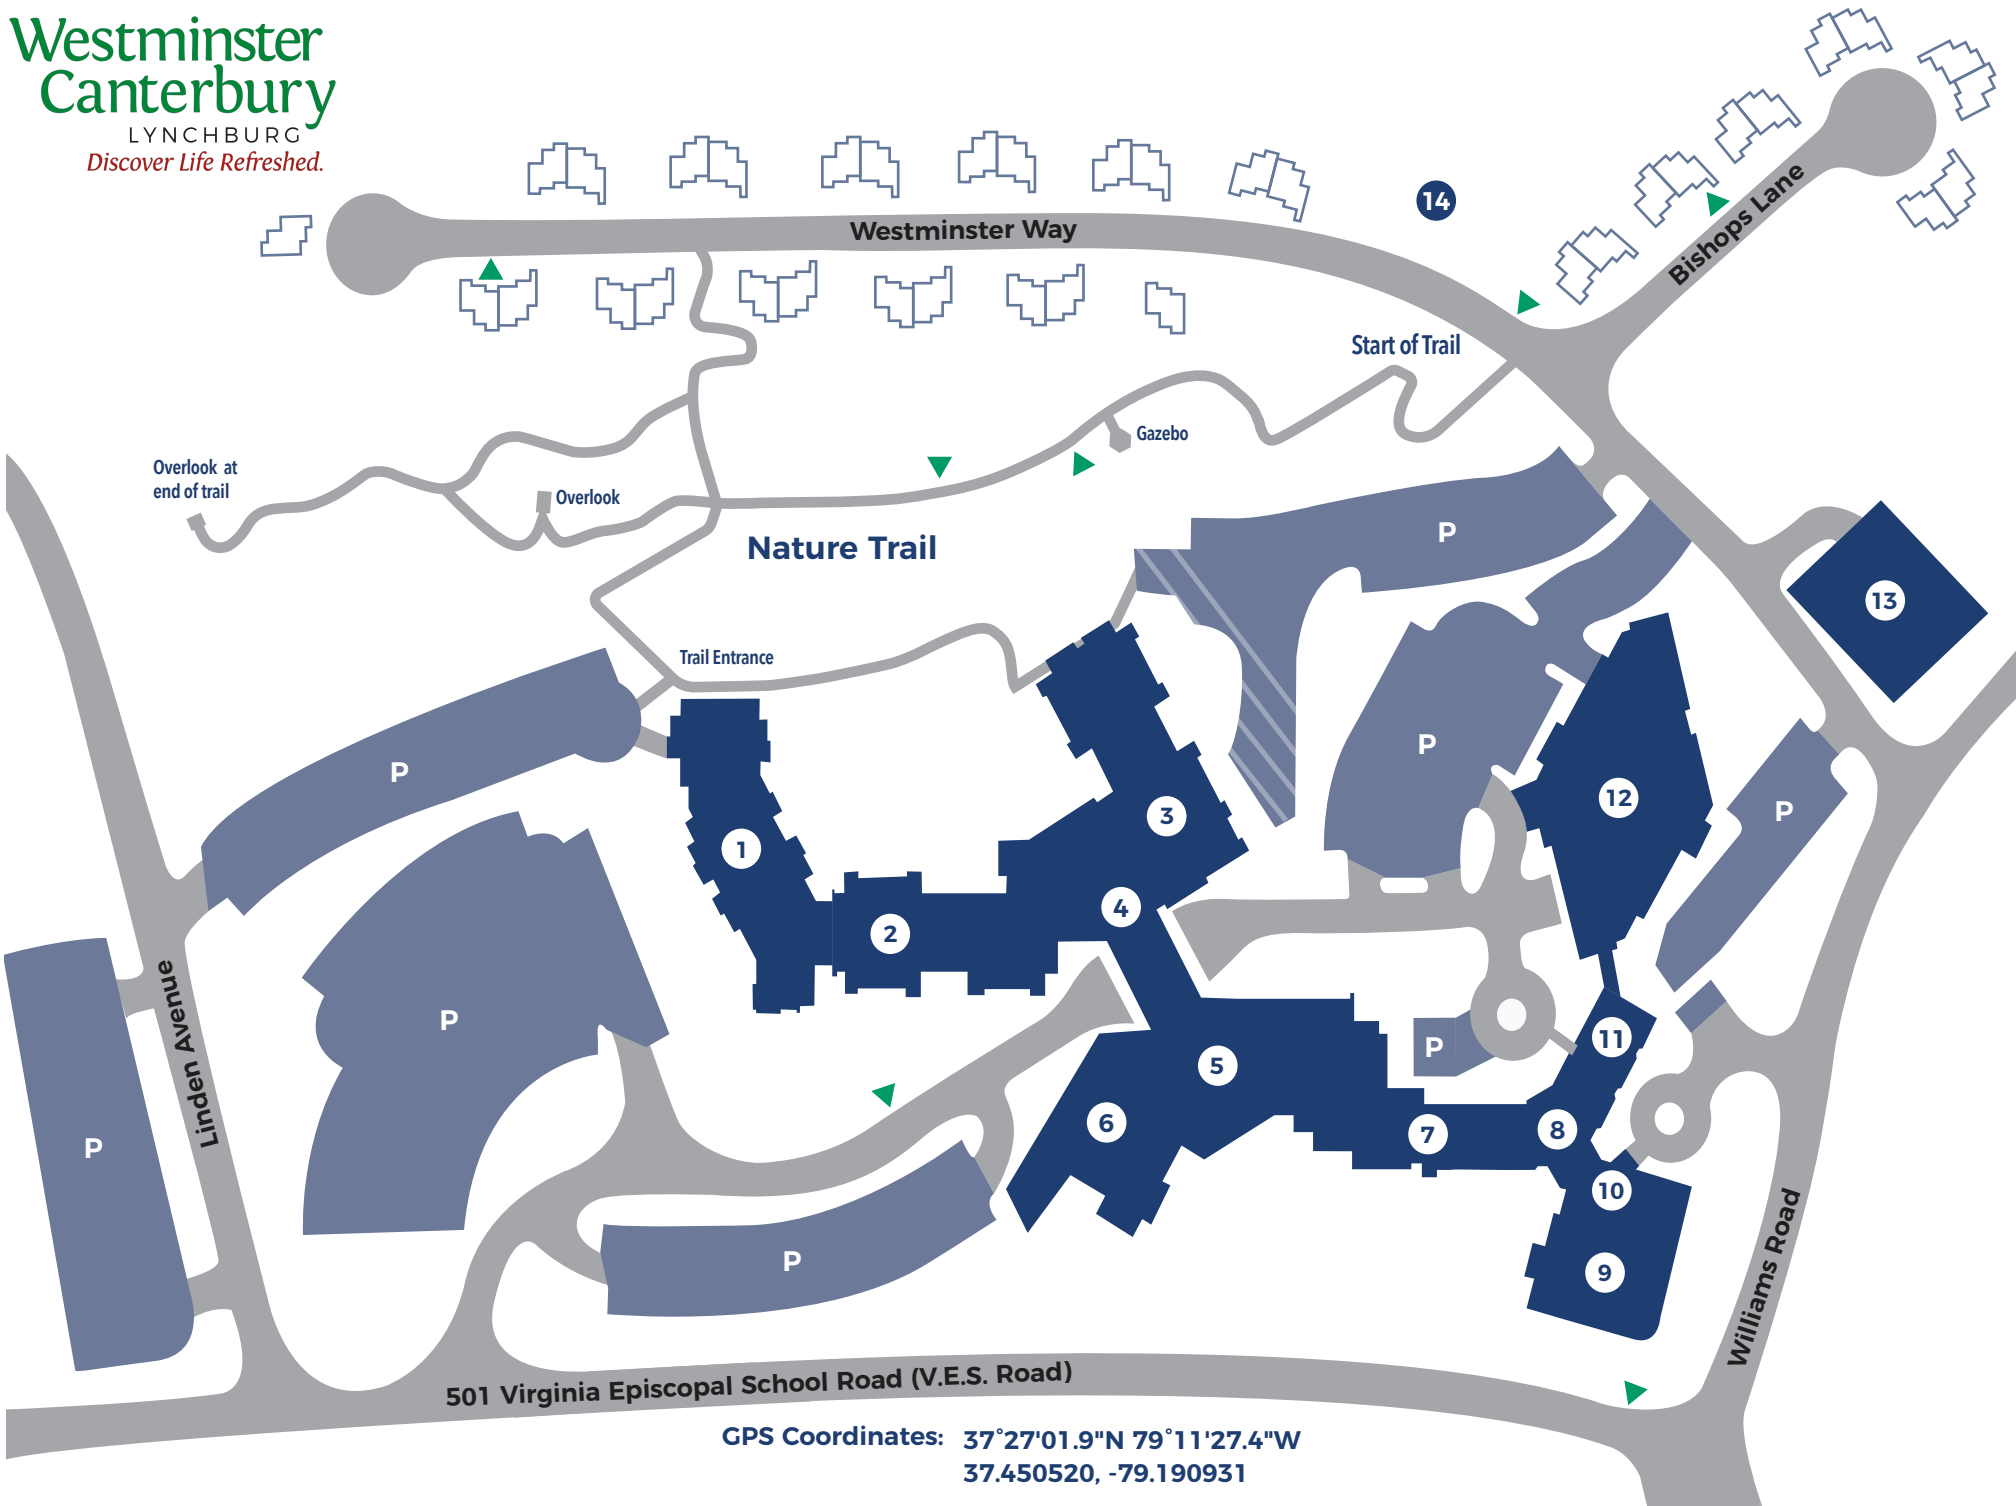 Westminster
Canterbury
LYNCHBURG
Discover Life Refreshed.
14
Westminster Way
Bishops Lane
Start of Trail
Gazebo
Overlook at
end of trail
Overlook
P
Nature Trail
13
Trail Entrance
P
P
12
P
3
1
4
2
P
11
P
5
P
6
7
8
Linden Avenue
P
10
P
9
Williams Road
501 Virginia Episcopal School Road (V.E.S. Road)
GPS Coordinates: 37°27'01.9"N 79°11'27.4"W
37.450520, -79.190931